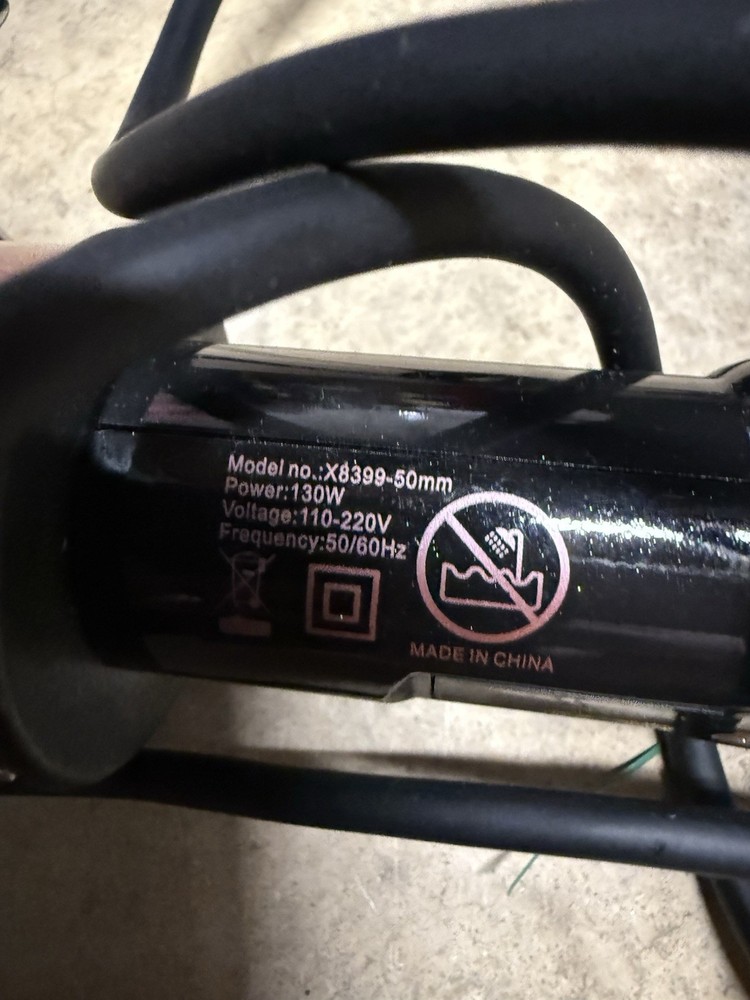 Model no.:X8399-50mm
Power:130W
Voltage:110-220V
Frequency:50/60Hz
MADE IN CHINA